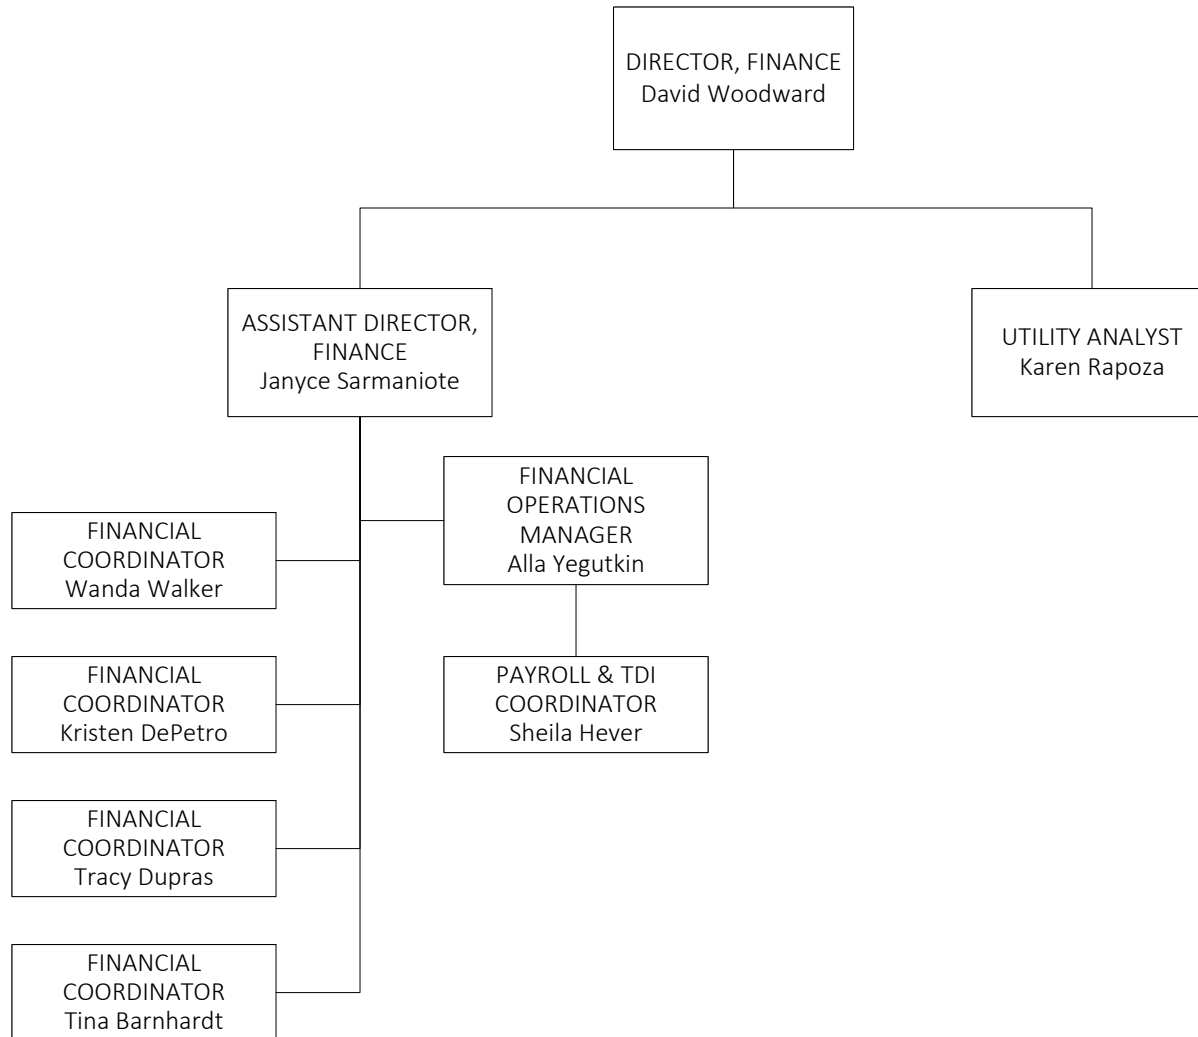 DIRECTOR, FINANCE
David Woodward
ASSISTANT DIRECTOR,
FINANCE
Janyce Sarmaniote
UTILITY ANALYST
Karen Rapoza
FINANCIAL
OPERATIONS
MANAGER
Alla Yegutkin
FINANCIAL
COORDINATOR
Wanda Walker
FINANCIAL
COORDINATOR
Kristen DePetro
PAYROLL & TDI
COORDINATOR
Sheila Hever
FINANCIAL
COORDINATOR
Tracy Dupras
FINANCIAL
COORDINATOR
Tina Barnhardt